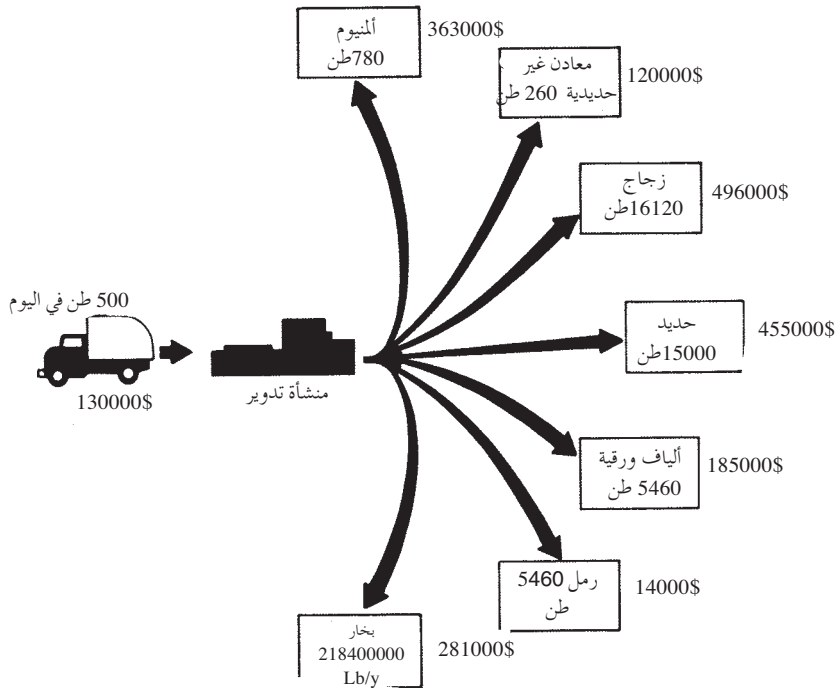 ألمنيوم
780طن
363000$
معادن غير
حديدية 260 طن
120000$
زجاج
16120طن
496000$
500 طن في اليوم
130000$
منشأة تدوير
حديد
15000طن
455000$
ألياف ورقية
5460 طن
185000$
رمل 5460
طن
14000$
بخار
218400000
Lb/y
281000$